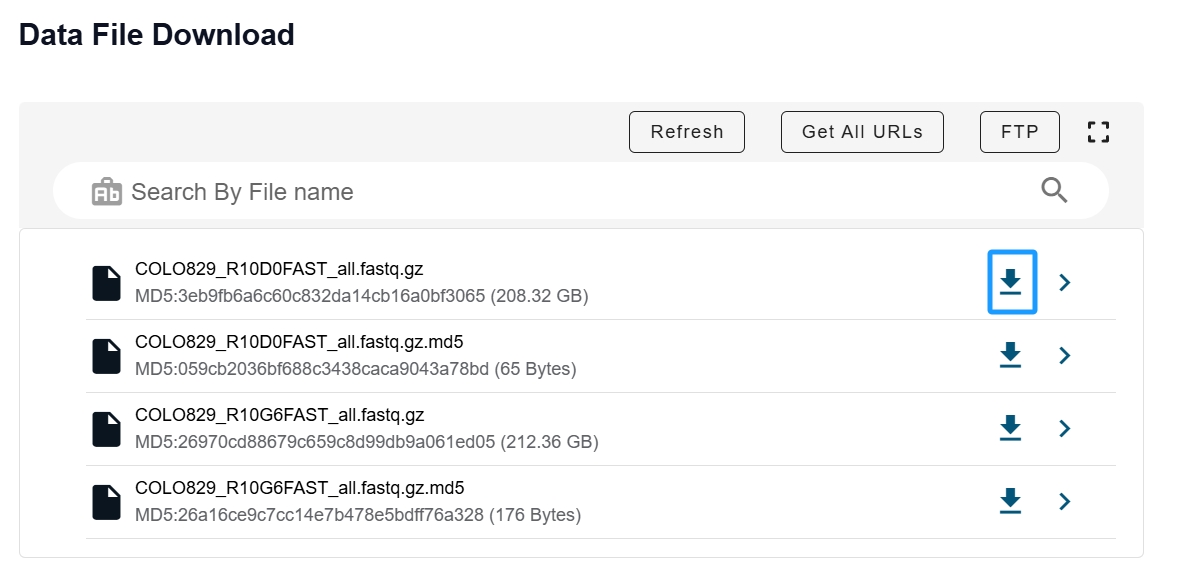 Data File Download
Refresh
Get All URLs
FTP
Ab
Search By File name
COLO829_R10D0FAST_all.fastq.gz
MD5:3eb9fb6a6c60c832da14cb16a0bf3065 (208.32 GB)
COLO829_R10D0FAST_all.fastq.gz.md5
MD5:059cb2036bf688c3438caca9043a78bd (65 Bytes)
COLO829_R10G6FAST_all.fastq.gz
MD5:26970cd88679c659c8d99db9a061ed05 (212.36 GB)
COLO829_R10G6FAST_all.fastq.gz.md5
MD5:26a16ce9c7cc14e7b478e5bdff76a328 (176 Bytes)